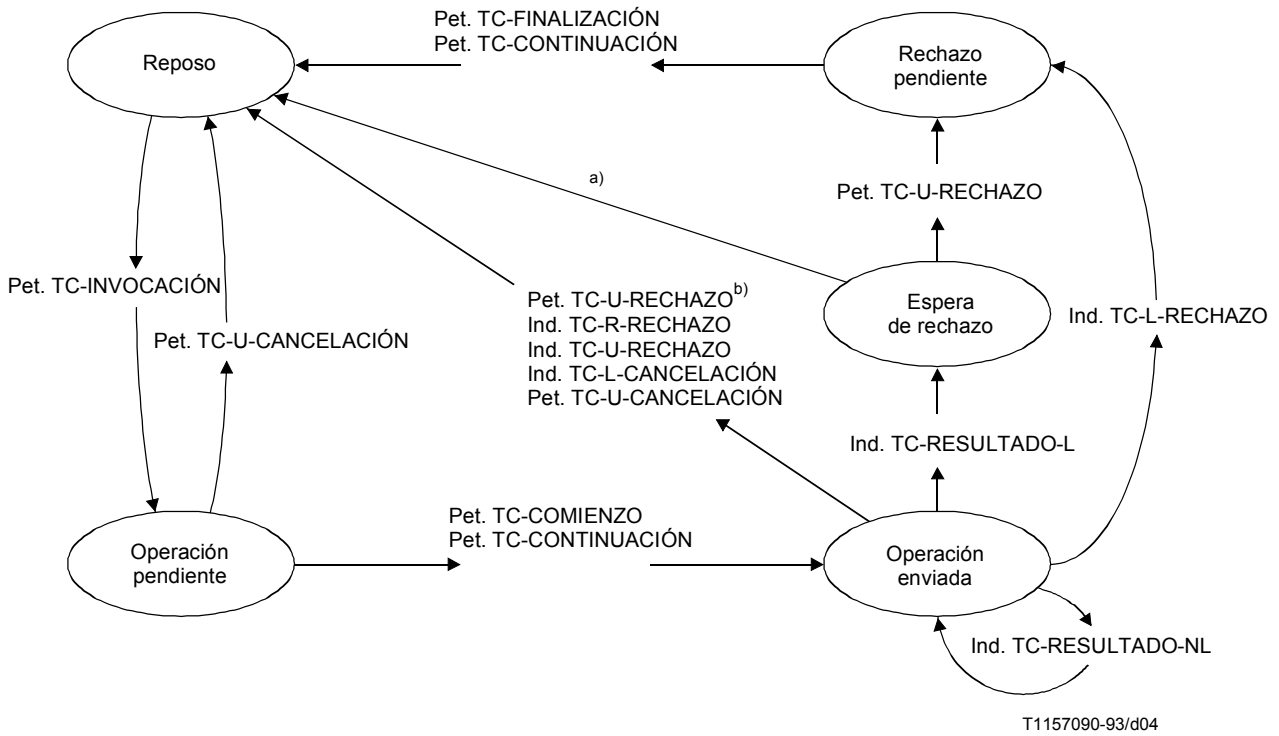 Pet. TC-FINALIZACIÓN
Pet. TC-CONTINUACIÓN
Reposo
Rechazo
pendiente
a)
Pet. TC-U-RECHAZO
Pet. TC-INVOCACIÓN
Pet. TC-U-CANCELACIÓN
Pet. TC-U-RECHAZO b)
Ind. TC-R-RECHAZO
Ind. TC-U-RECHAZO
Ind. TC-L-CANCELACIÓN
Pet. TC-U-CANCELACIÓN
Espera
de rechazo
Ind. TC-L-RECHAZO
Ind. TC-RESULTADO-L
Pet. TC-COMIENZO
Pet. TC-CONTINUACIÓN
Operación
pendiente
Operación
enviada
Ind. TC-RESULTADO-NL
T1157090-93/d04